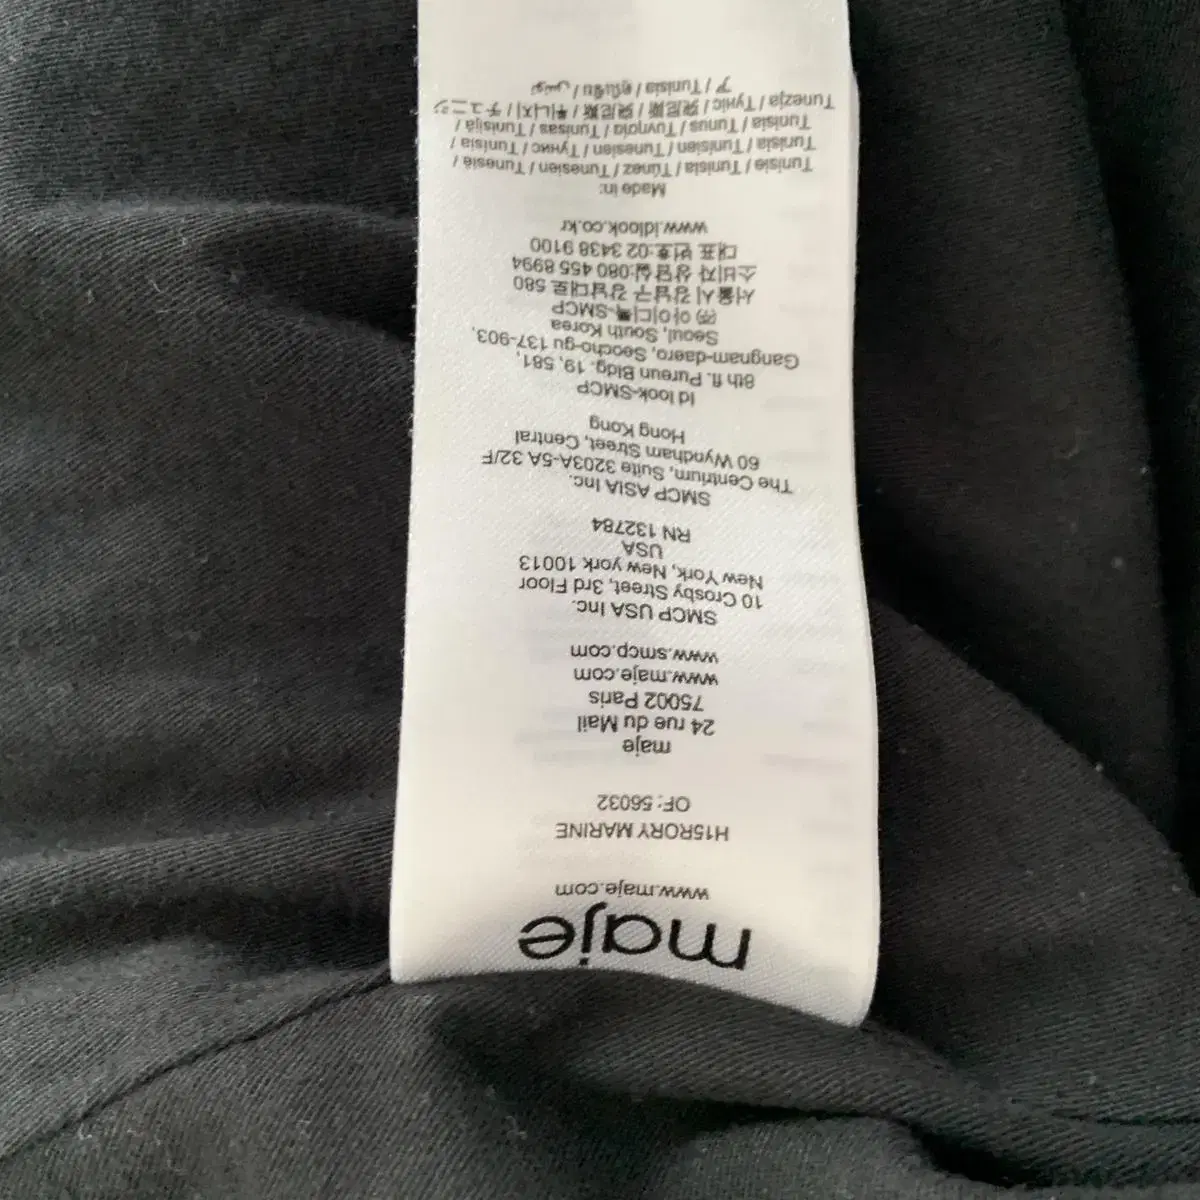 maje
www.maje.com
H15RORY MARINE
OF: 56032
maje
24 rue du Mail
75002 Paris
www.maje.com
www.smcp.com
SMCP USA Inc.
10 Crosby Street, 3rd Floor
New York, New york 10013
USA
RN 132784
SMCP ASIA Inc.
The Centrium, Suite 3203A-5A 32/F
60 Wyndham Street, Central
Hong Kong
Id look-SMCP
8th fl. Pureun Bldg. 19, 581,
Gangnam-daero, Seocho-gu 137-903,
Seoul, South Korea
㈜ 아이디룩-SMCP
서울시 강남구 강남대로 580
소비자 상담실:080 455 8994
대표 번호:02 3438 9100
www.idlook.co.kr
Made in:
Tunisie / Tunisia / Túnez / Tunesien / Tunesië /
Tunisia / Tunisien / Tunesien / Тунис / Tunísia /
Tunisia / Tunus / Τυνησία / Tunisas / Tunisijā /
Tunezja / Тунiс / 突尼斯 / 突尼斯 / 튀니지 / チュニジ
ア / Tunisia / ตูนิเซีย / تونس